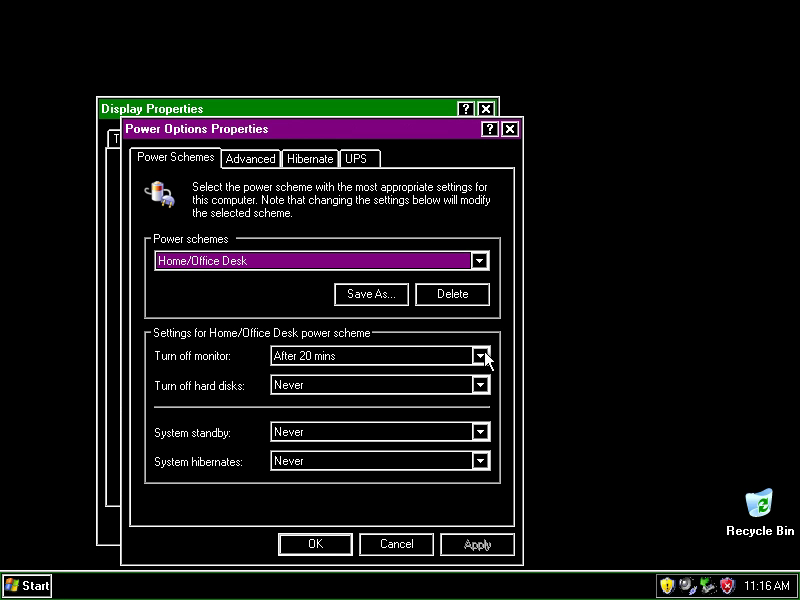 Display Properties
Power Options Properties
T
Power Schemes Advanced Hibernate UPS
Select the power scheme with the most appropriate settings for
this computer. Note that changing the settings below will modify
the selected scheme.
Power schemes
Home/Office Desk
Save As... Delete
Settings for Home/Office Desk power scheme
Turn off monitor: After 20 mins
Turn off hard disks: Never
System standby: Never
System hibernates: Never
OK Cancel Apply
Recycle Bin
Start 11:16 AM